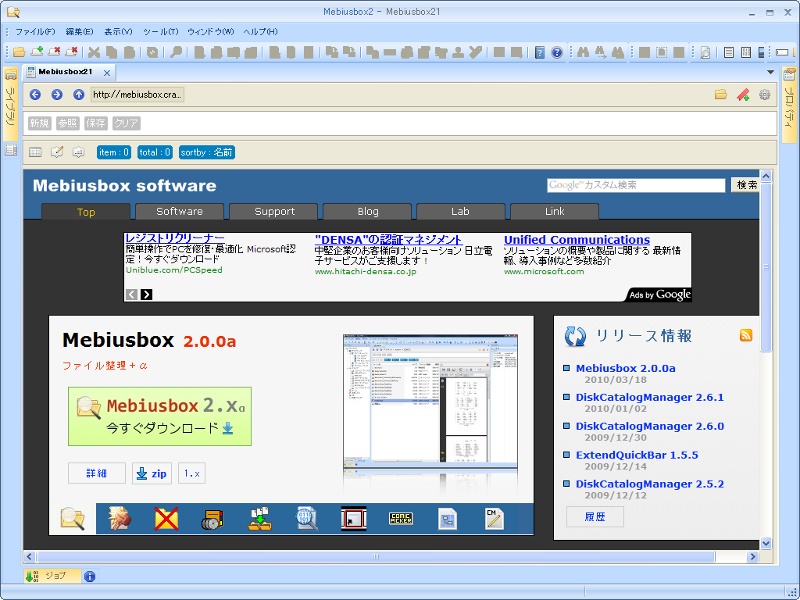 Mebiusbox2 - Mebiusbox21
ファイル(F) 編集(E) 表示(V) ツール(T) ウィンドウ(W) ヘルプ(H)
ライブラリ
Mebiusbox21
プロパティ
http://mebiusbox.cra...
新規 参照 保存 クリア
item : 0 total : 0 sortby : 名前
Mebiusbox software
Google™ カスタム検索 検索
Top Software Support Blog Lab Link
レジストリクリーナー
簡単操作でPCを修復・最適化 Microsoft認
定！今すぐダウンロード
Uniblue.com/PCSpeed
"DENSA"の認証マネジメント
中堅企業のお客様向けソリューション 日立電
子サービスがご支援します！
www.hitachi-densa.co.jp
Unified Communications
ソリューションの概要や製品に関する 最新情
報、導入事例など多数紹介
www.microsoft.com
Ads by Google
Mebiusbox 2.0.0a
ファイル整理 + α
Mebiusbox 2.xa
今すぐダウンロード
詳細 zip 1.x
COMIC
CM
リリース情報
Mebiusbox 2.0.0a
2010/03/18
DiskCatalogManager 2.6.1
2010/01/02
DiskCatalogManager 2.6.0
2009/12/30
ExtendQuickBar 1.5.5
2009/12/14
DiskCatalogManager 2.5.2
2009/12/12
履歴
ジョブ